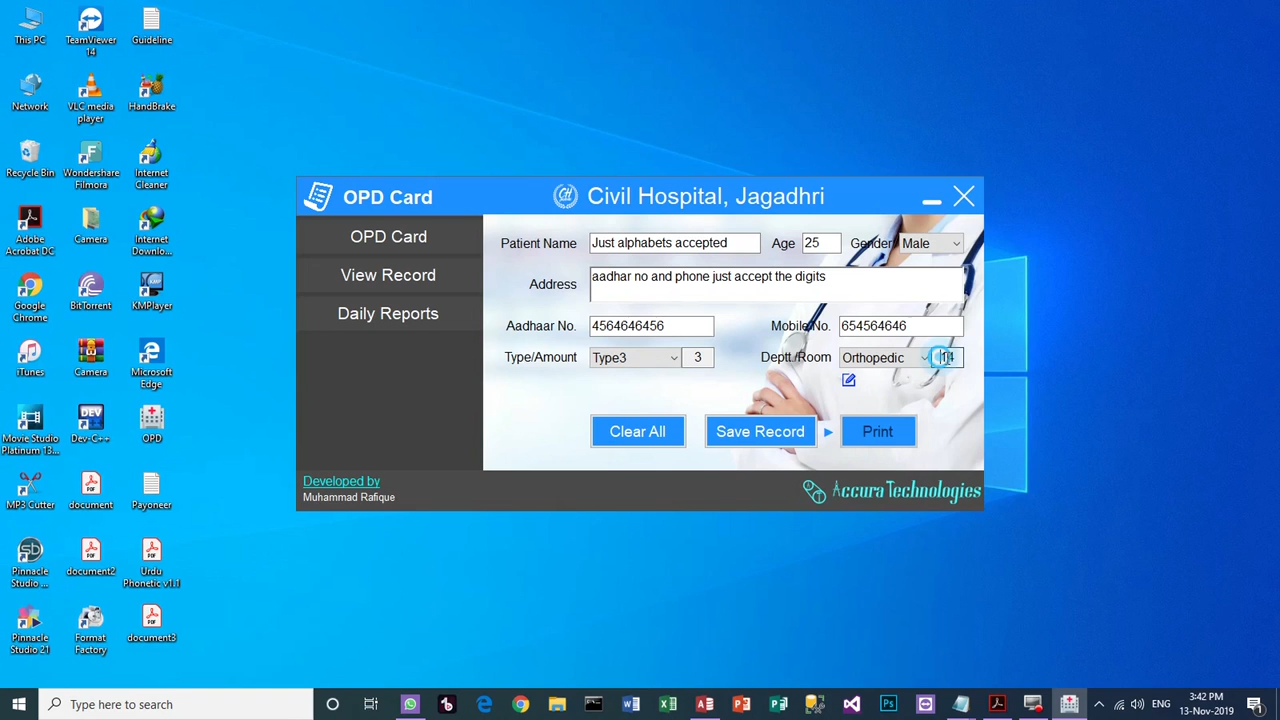 This PC
TeamViewer 14
Guideline
Network
VLC media player
HandBrake
Recycle Bin
Wondershare Filmora
Internet Cleaner
Adobe Acrobat DC
Camera
Internet Downlo...
Google Chrome
BitTorrent
KMPlayer
iTunes
Camera
Microsoft Edge
Movie Studio Platinum 13...
Dev-C++
OPD
MP3 Cutter
document
Payoneer
Pinnacle Studio ...
document2
Urdu Phonetic v1.1
Pinnacle Studio 21
Format Factory
document3
OPD Card
Civil Hospital, Jagadhri
OPD Card
View Record
Daily Reports
Patient Name Just alphabets accepted Age 25 Gender Male
Address aadhar no and phone just accept the digits
Aadhaar No. 4564646456 Mobile No. 654564646
Type/Amount Type3 3 Deptt./Room Orthopedic 14
Clear All Save Record Print
Developed by
Muhammad Rafique
Accura Technologies
Type here to search
ENG
3:42 PM
13-Nov-2019